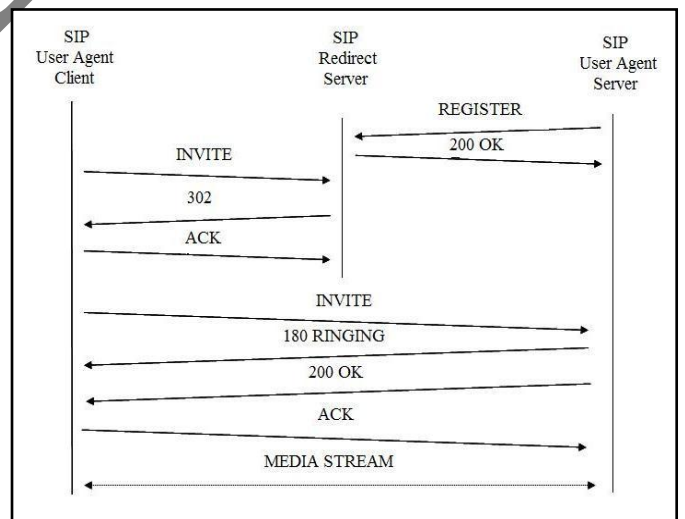 SIP
User Agent
Client
SIP
Redirect
Server
SIP
User Agent
Server
REGISTER
200 OK
INVITE
302
ACK
INVITE
180 RINGING
200 OK
ACK
MEDIA STREAM